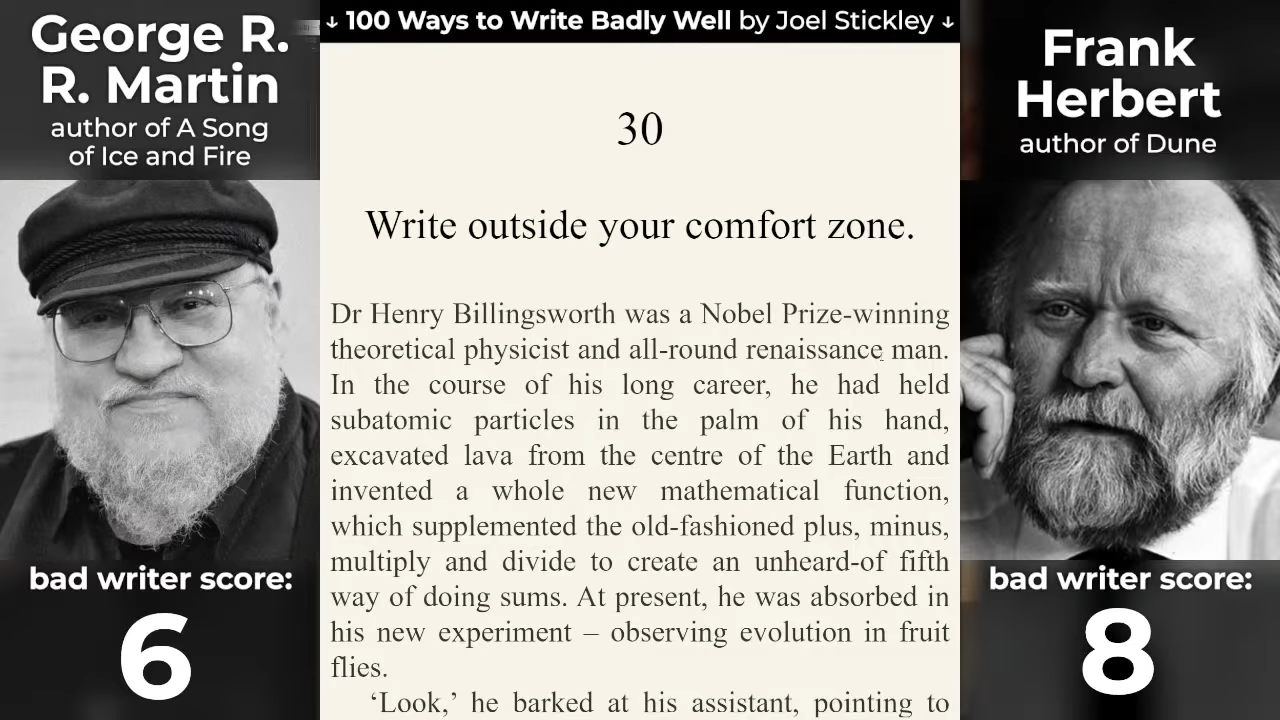 George R.
R. Martin
author of A Song
of Ice and Fire
bad writer score:
6
↓ 100 Ways to Write Badly Well by Joel Stickley ↓
30
Write outside your comfort zone.
Dr Henry Billingsworth was a Nobel Prize-winning
theoretical physicist and all-round renaissance man.
In the course of his long career, he had held
subatomic particles in the palm of his hand,
excavated lava from the centre of the Earth and
invented a whole new mathematical function,
which supplemented the old-fashioned plus, minus,
multiply and divide to create an unheard-of fifth
way of doing sums. At present, he was absorbed in
his new experiment – observing evolution in fruit
flies.
‘Look,’ he barked at his assistant, pointing to
Frank
Herbert
author of Dune
bad writer score:
8